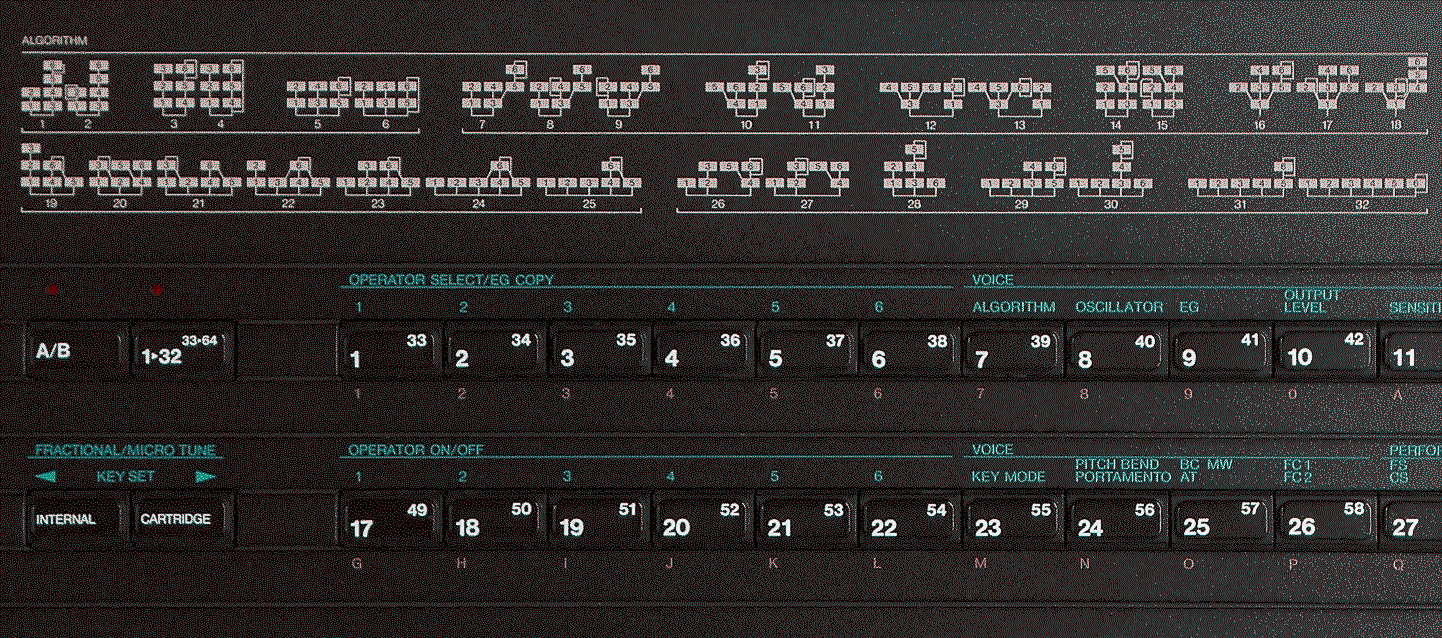 ALGORITHM
1 2 3 4 5 6 7 8 9 10 11 12 13 14 15 16 17 18
19 20 21 22 23 24 25 26 27 28 29 30 31 32
OPERATOR SELECT/EG COPY VOICE
1 2 3 4 5 6 ALGORITHM OSCILLATOR EG OUTPUT LEVEL
A/B 1▸32 33▸64 1 33 2 34 3 35 4 36 5 37 6 38 7 39 8 40 9 41 10 42 11
1 2 3 4 5 6 7 8 9 0 A
FRACTIONAL/MICRO TUNE OPERATOR ON/OFF VOICE
◀ KEY SET ▶ 1 2 3 4 5 6 KEY MODE PITCH BEND PORTAMENTO BC MW AT FC1 FC2 FS CS
INTERNAL CARTRIDGE 17 49 18 50 19 51 20 52 21 53 22 54 23 55 24 56 25 57 26 58 27
G H I J K L M N O P Q